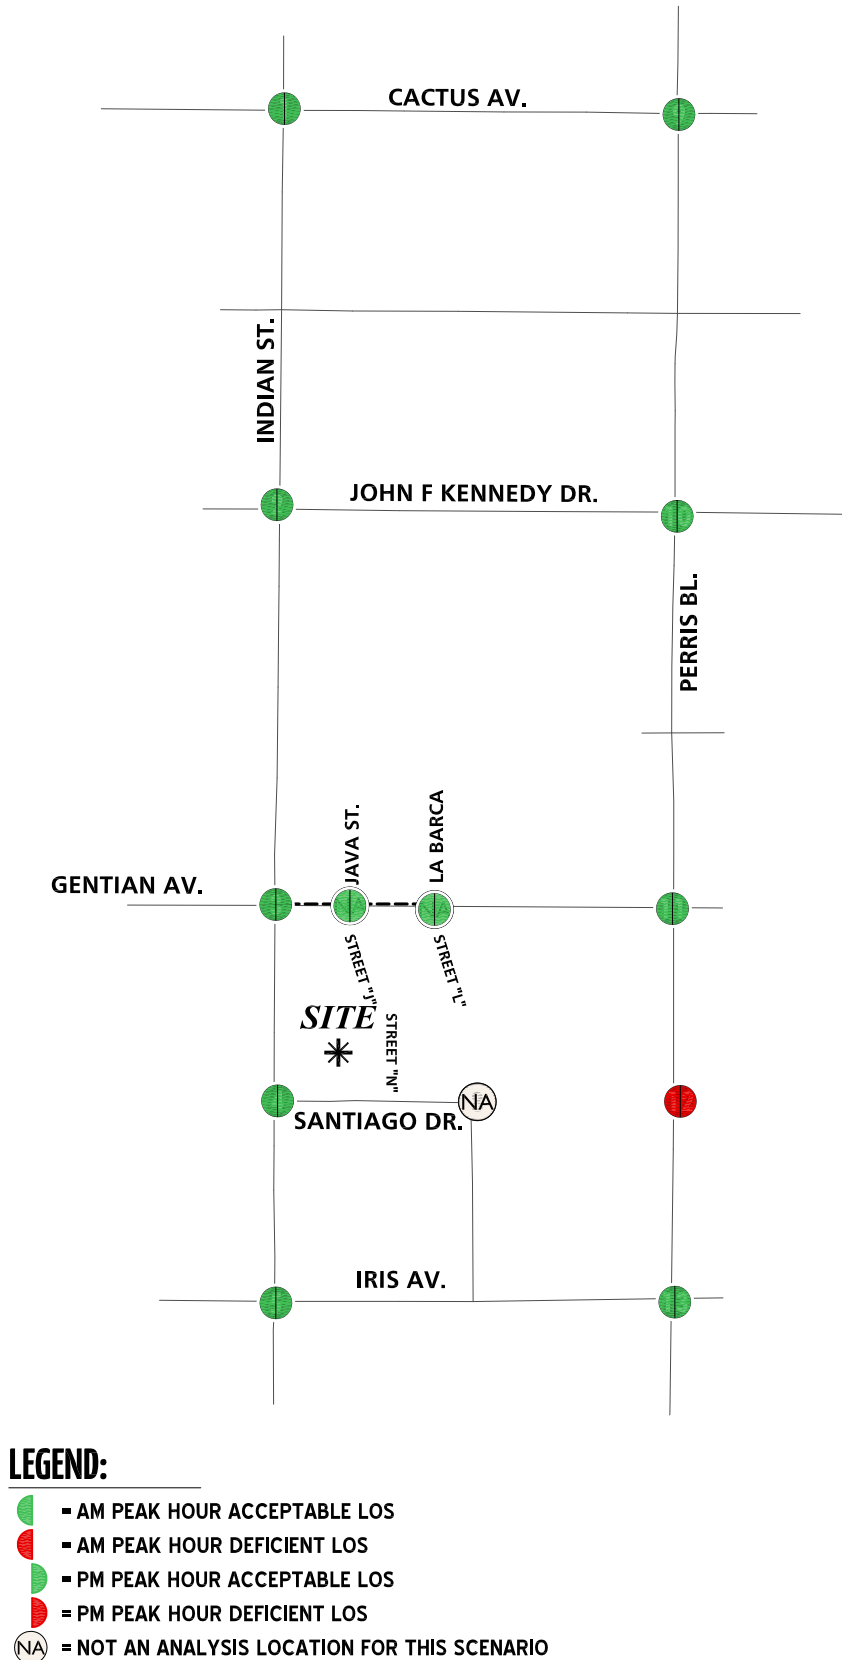 CACTUS AV.
INDIAN ST.
JOHN F KENNEDY DR.
PERRIS BL.
JAVA ST.
LA BARCA
GENTIAN AV.
NA
NA
STREET "J"
STREET "L"
SITE
STREET "N"
NA
SANTIAGO DR.
IRIS AV.
LEGEND:
= AM PEAK HOUR ACCEPTABLE LOS
= AM PEAK HOUR DEFICIENT LOS
= PM PEAK HOUR ACCEPTABLE LOS
= PM PEAK HOUR DEFICIENT LOS
NA = NOT AN ANALYSIS LOCATION FOR THIS SCENARIO